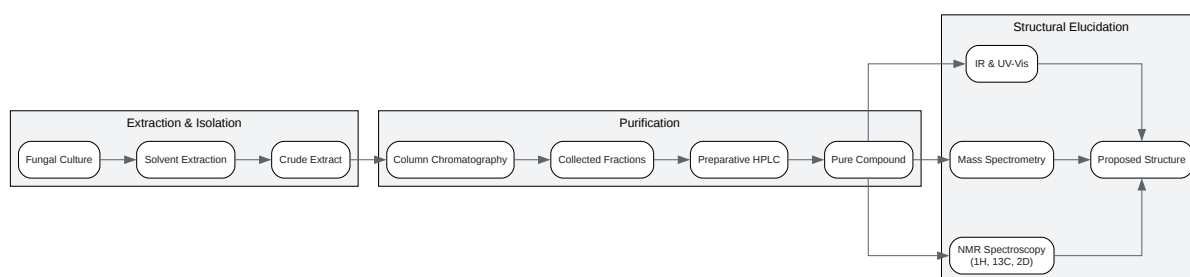 Extraction & Isolation
Fungal Culture
Solvent Extraction
Crude Extract
Purification
Column Chromatography
Collected Fractions
Preparative HPLC
Pure Compound
Structural Elucidation
IR & UV-Vis
Mass Spectrometry
NMR Spectroscopy
(1H, 13C, 2D)
Proposed Structure